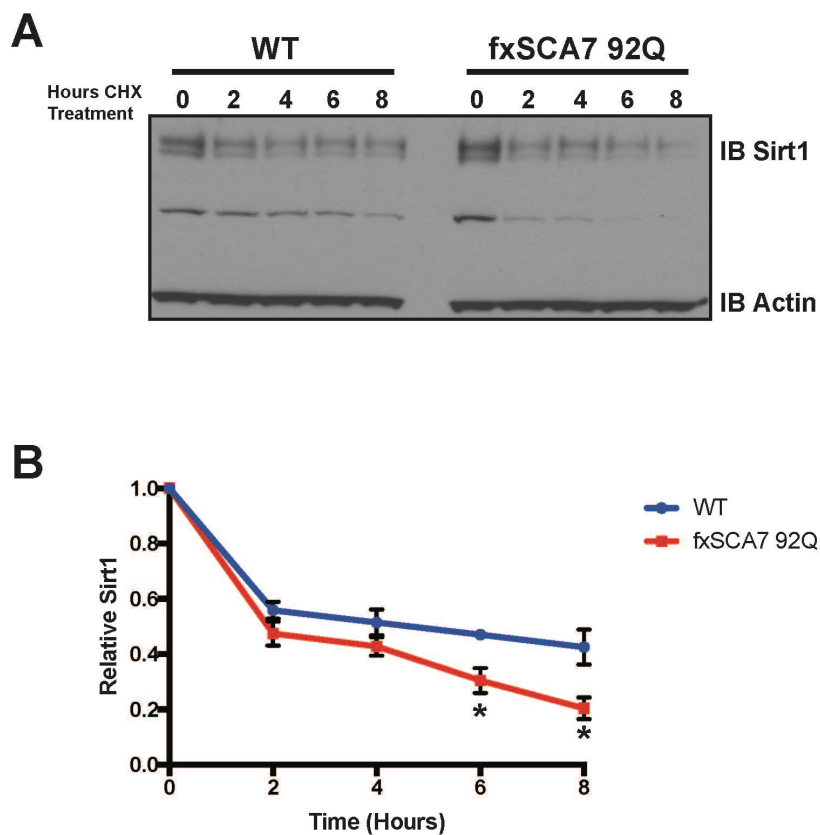 A
WT fxSCA7 92Q
Hours CHX
Treatment
0 2 4 6 8 0 2 4 6 8
IB Sirt1
IB Actin
B
WT
fxSCA7 92Q
Relative Sirt1
1.0
0.8
0.6
0.4
0.2
0.0
* *
0 2 4 6 8
Time (Hours)